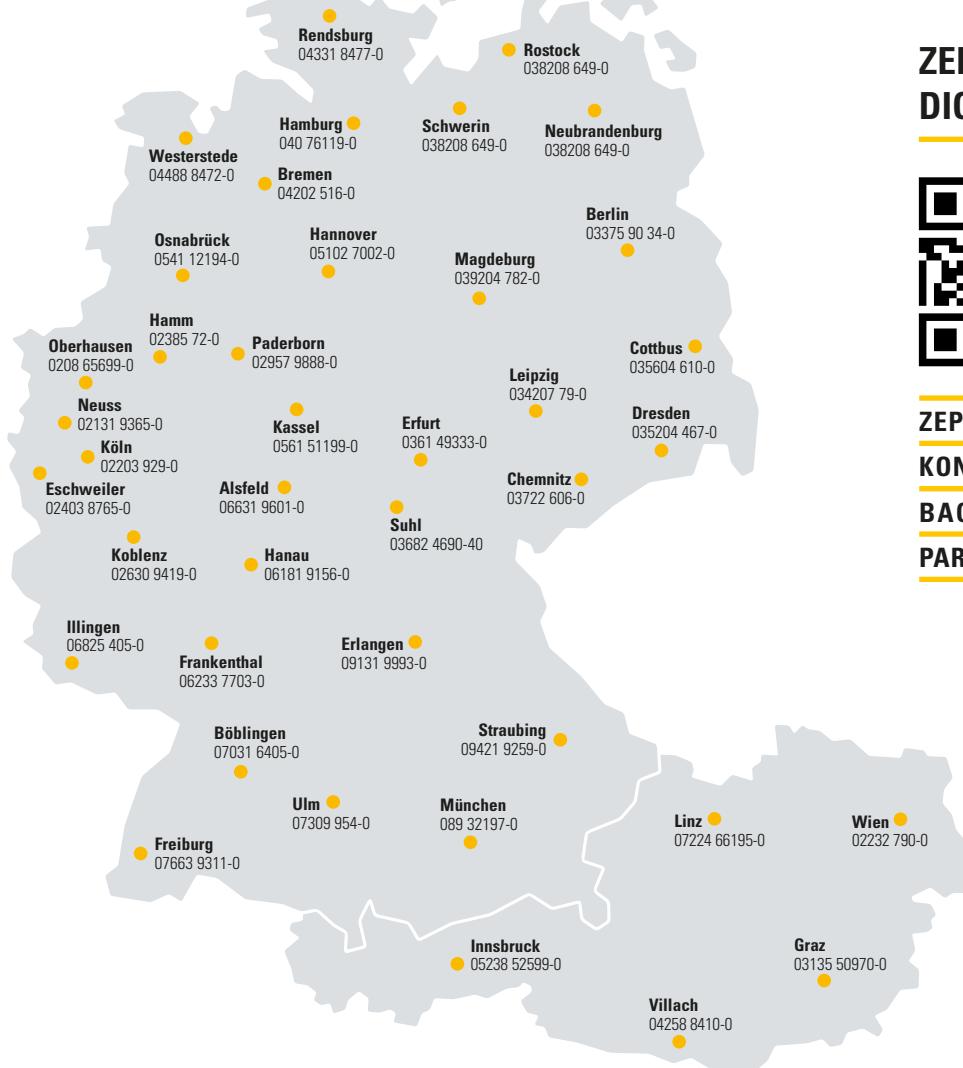 Rendsburg
04331 8477-0
Rostock
038208 649-0
Hamburg
040 76119-0
Schwerin
038208 649-0
Neubrandenburg
038208 649-0
Westerstede
04488 8472-0
Bremen
04202 516-0
Berlin
03375 90 34-0
Osnabrück
0541 12194-0
Hannover
05102 7002-0
Magdeburg
039204 782-0
Hamm
02385 72-0
Oberhausen
0208 65699-0
Paderborn
02957 9888-0
Cottbus
035604 610-0
Leipzig
034207 79-0
Neuss
02131 9365-0
Kassel
0561 51199-0
Erfurt
0361 49333-0
Dresden
035204 467-0
Köln
02203 929-0
Eschweiler
02403 8765-0
Alsfeld
06631 9601-0
Chemnitz
03722 606-0
Suhl
03682 4690-40
Koblenz
02630 9419-0
Hanau
06181 9156-0
Illingen
06825 405-0
Frankenthal
06233 7703-0
Erlangen
09131 9993-0
Böblingen
07031 6405-0
Straubing
09421 9259-0
Ulm
07309 954-0
München
089 32197-0
Linz
07224 66195-0
Wien
02232 790-0
Freiburg
07663 9311-0
Innsbruck
05238 52599-0
Graz
03135 50970-0
Villach
04258 8410-0
ZEP
KON
PAR